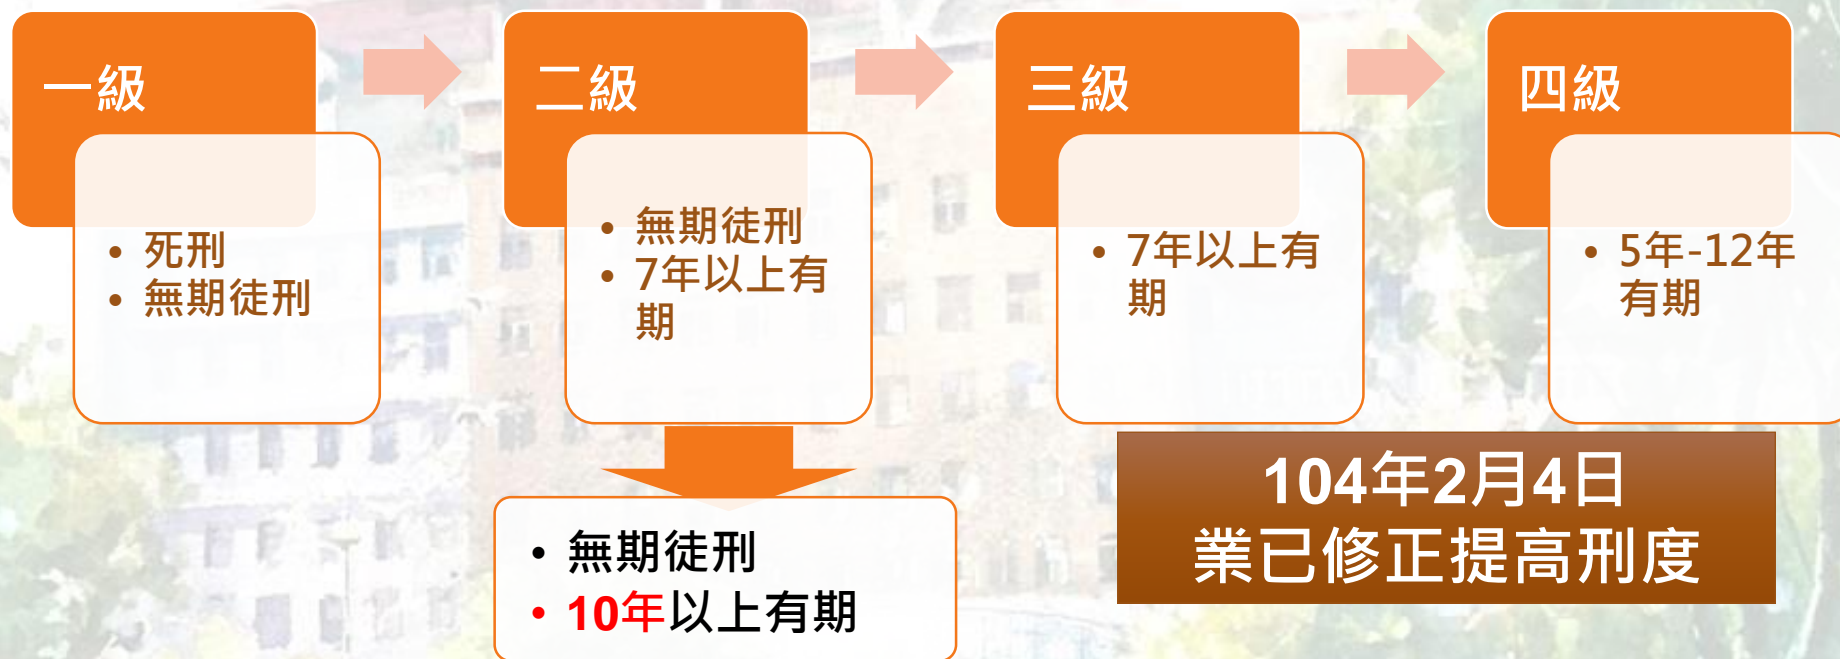 一級
• 死刑
• 無期徒刑
二級
• 無期徒刑
• 7年以上有
期
三級
• 7年以上有
期
四級
• 5年-12年
有期
• 無期徒刑
• 10年以上有期
104年2月4日
業已修正提高刑度